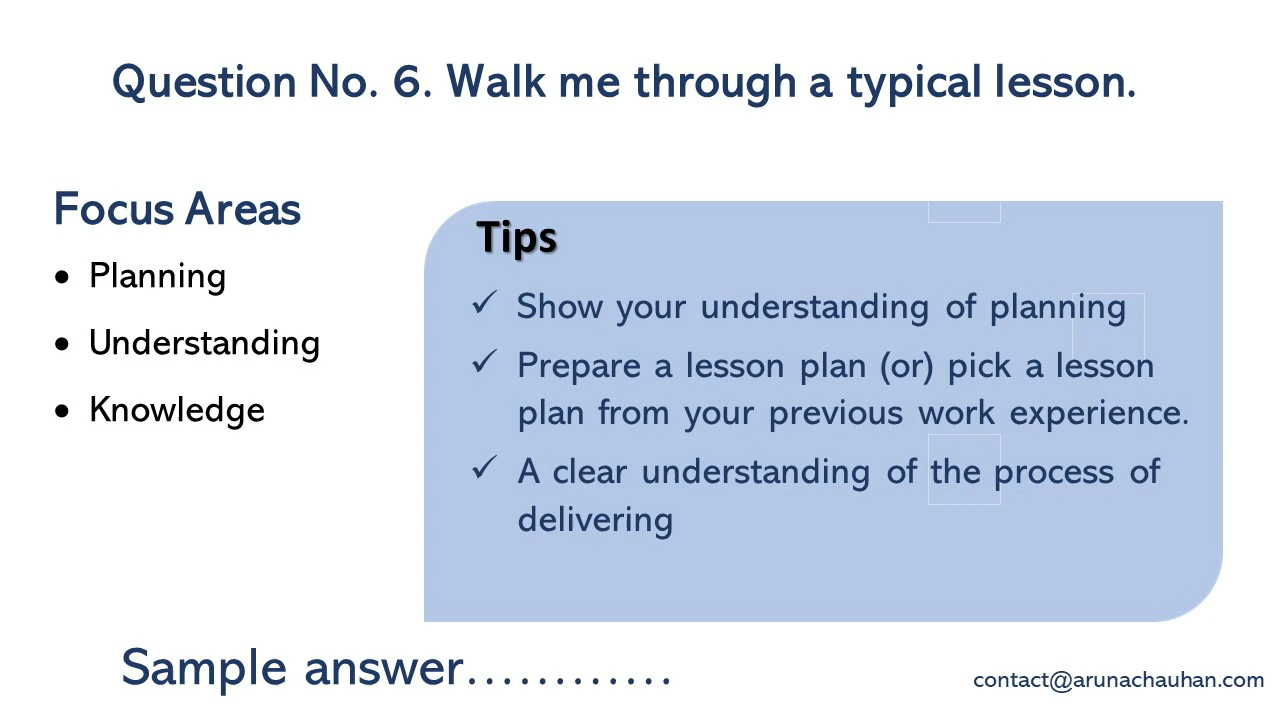 Question No. 6. Walk me through a typical lesson.
Focus Areas
• Planning
• Understanding
• Knowledge
Tips
✓ Show your understanding of planning
✓ Prepare a lesson plan (or) pick a lesson
plan from your previous work experience.
✓ A clear understanding of the process of
delivering
Sample answer............
contact@arunachauhan.com